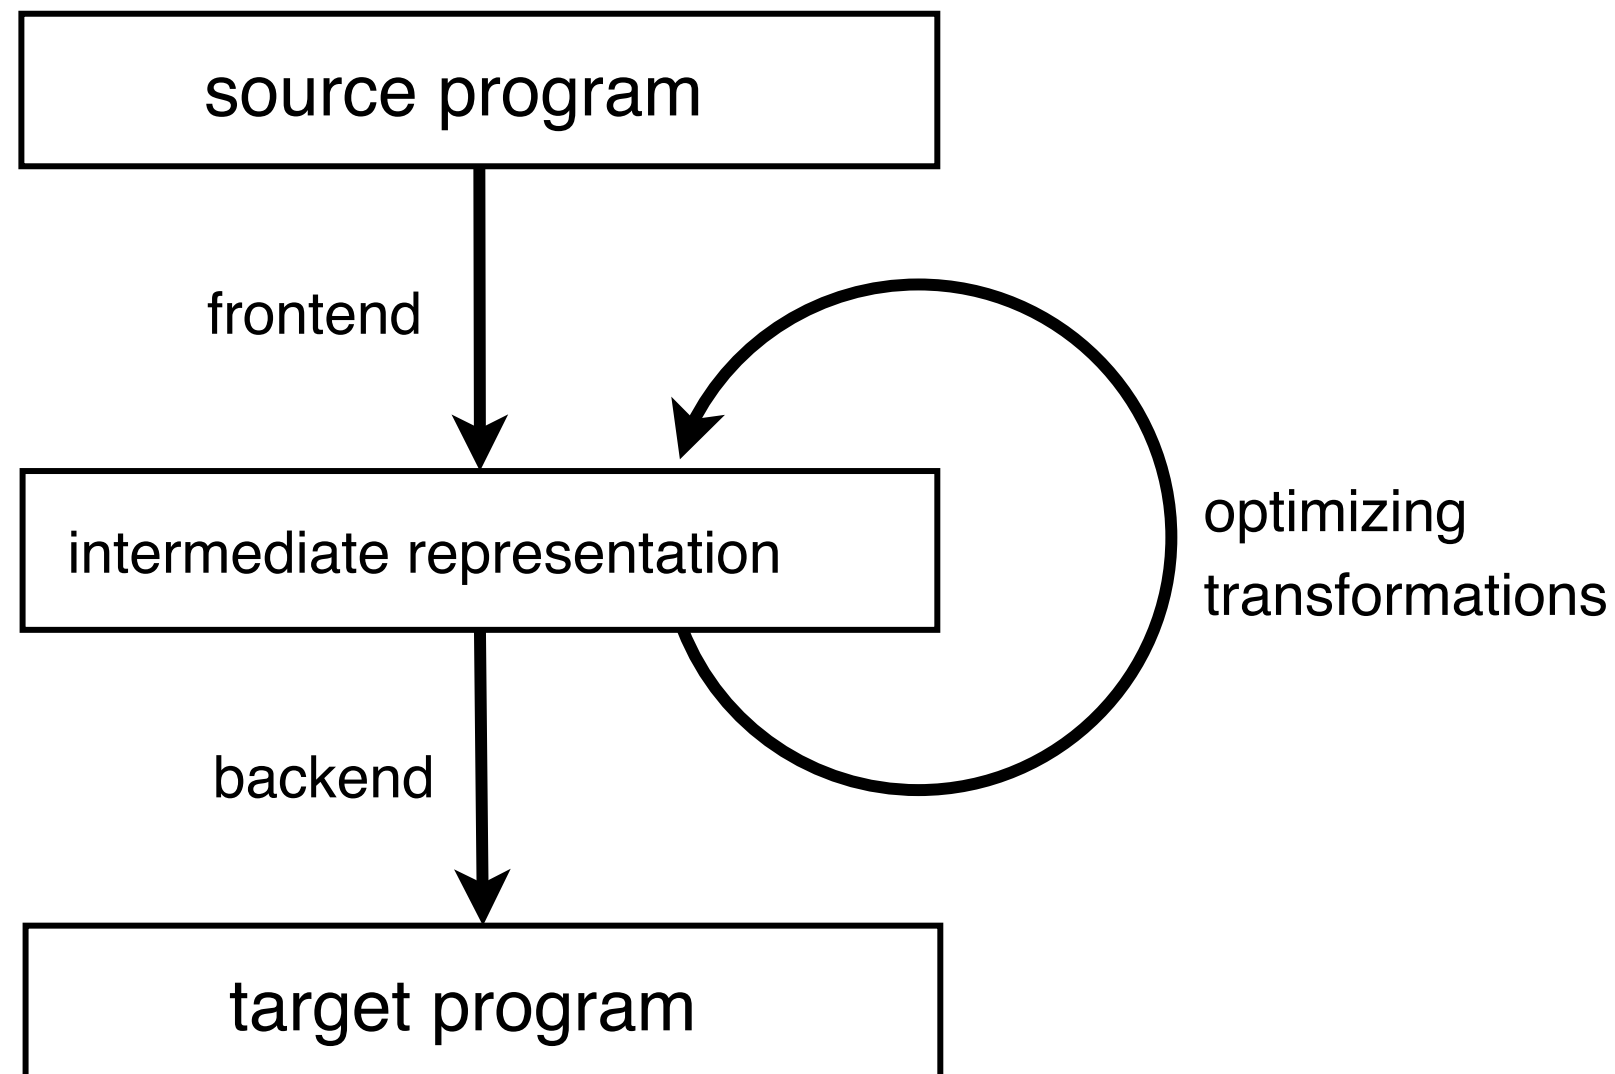 source program
frontend
intermediate representation
optimizing
transformations
backend
target program